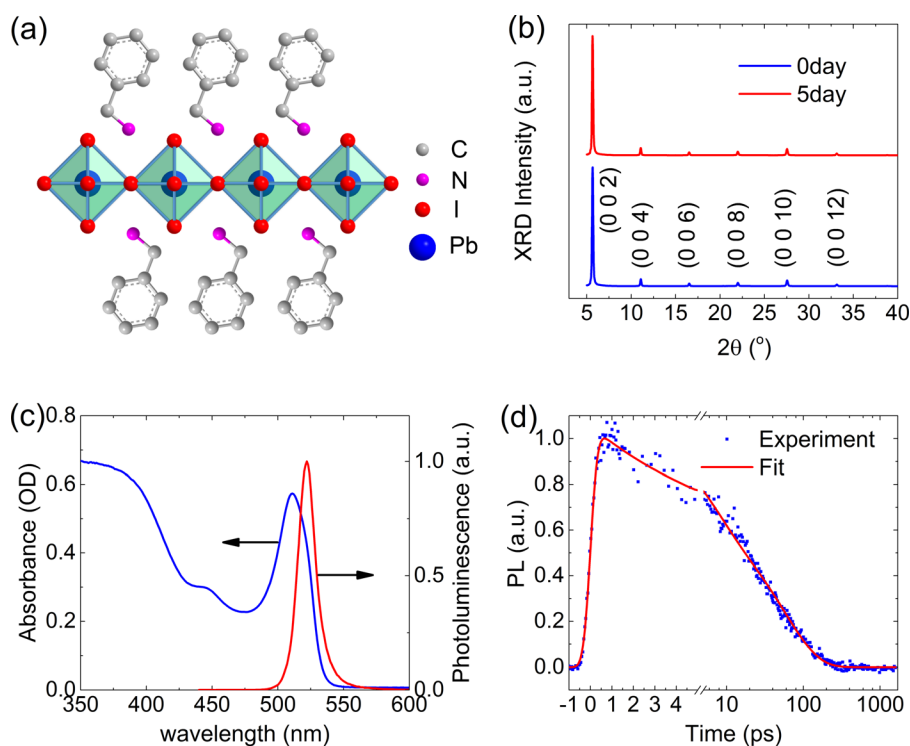 (a)
C
N
I
Pb
(b)
XRD Intensity (a.u.)
0day
5day
(0 0 2)
(0 0 4)
(0 0 6)
(0 0 8)
(0 0 10)
(0 0 12)
5 10 15 20 25 30 35 40
2θ (°)
(c)
Absorbance (OD)
0.8
0.6
0.4
0.2
0.0
1.0
0.5
0.0
Photoluminescence (a.u.)
350 400 450 500 550 600
wavelength (nm)
(d)
PL (a.u.)
1.0
0.8
0.6
0.4
0.2
0.0
Experiment
Fit
-1 0 1 2 3 4 10 100 1000
Time (ps)